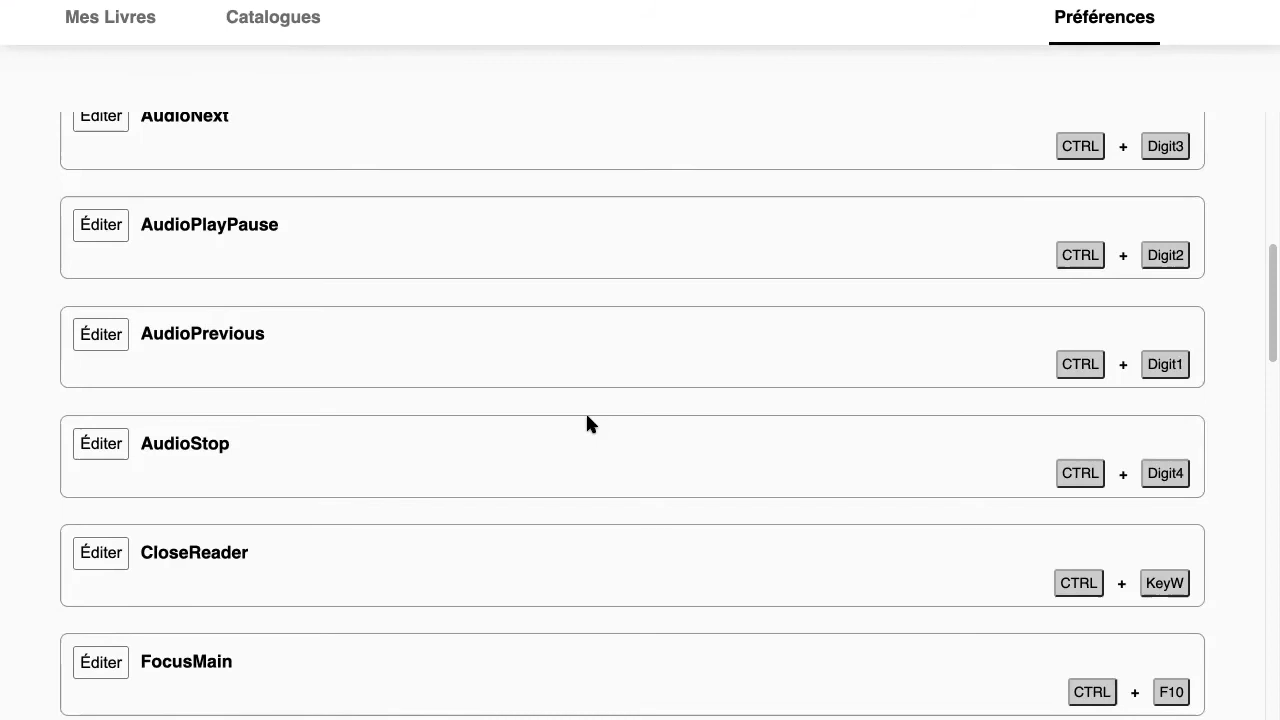 Mes Livres Catalogues Préférences
Éditer AudioNext
CTRL + Digit3
Éditer AudioPlayPause
CTRL + Digit2
Éditer AudioPrevious
CTRL + Digit1
Éditer AudioStop
CTRL + Digit4
Éditer CloseReader
CTRL + KeyW
Éditer FocusMain
CTRL + F10